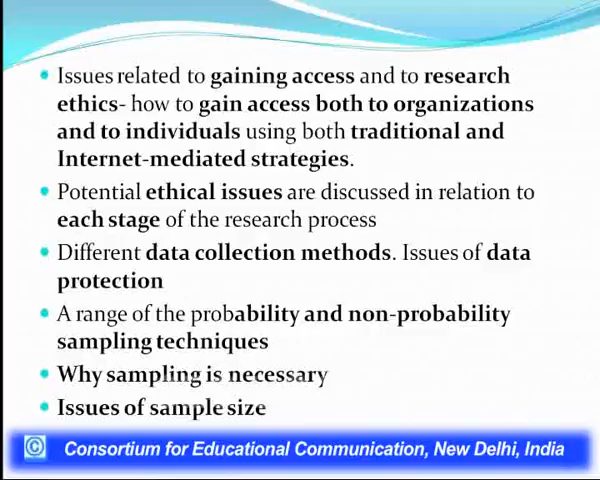 • Issues related to gaining access and to research
ethics- how to gain access both to organizations
and to individuals using both traditional and
Internet-mediated strategies.
• Potential ethical issues are discussed in relation to
each stage of the research process
• Different data collection methods. Issues of data
protection
• A range of the probability and non-probability
sampling techniques
• Why sampling is necessary
• Issues of sample size
© Consortium for Educational Communication, New Delhi, India